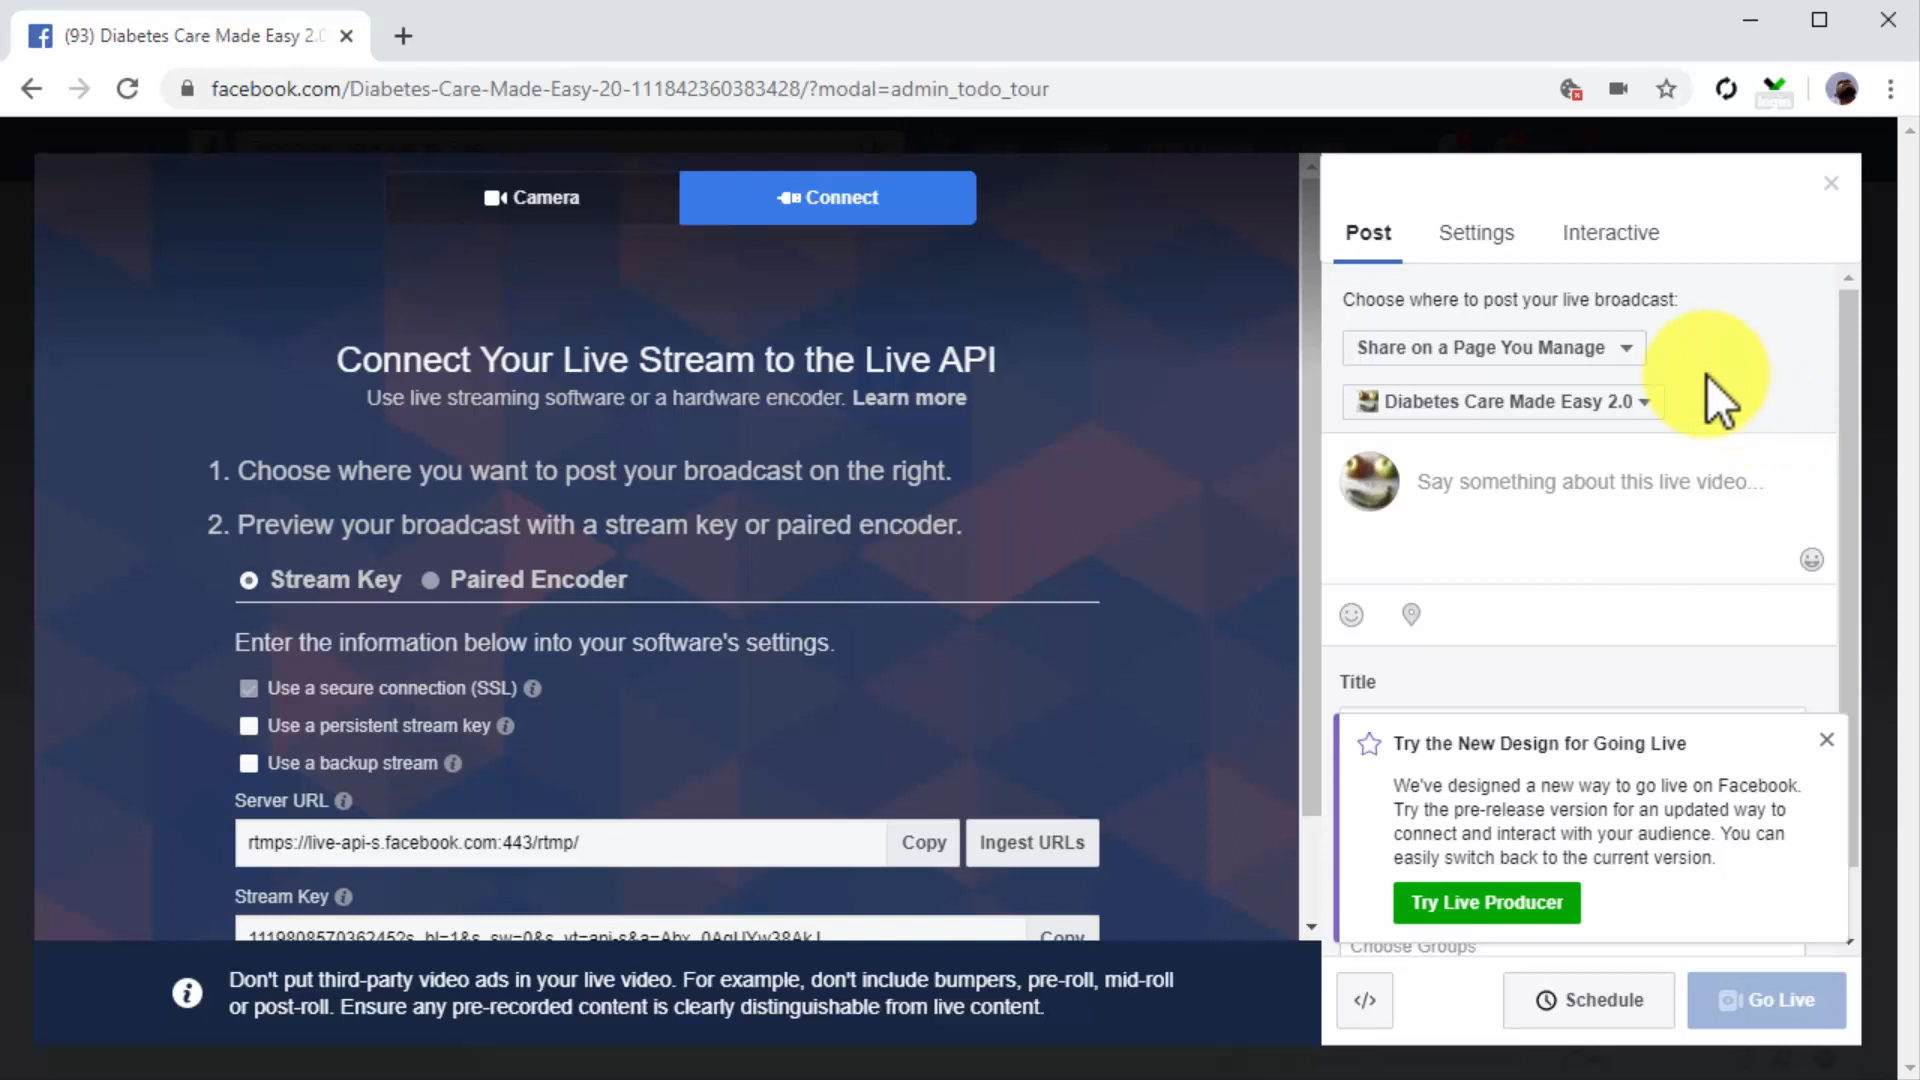 (93) Diabetes Care Made Easy 2.0
facebook.com/Diabetes-Care-Made-Easy-20-111842360383428/?modal=admin_todo_tour
login
Camera
Connect
Connect Your Live Stream to the Live API
Use live streaming software or a hardware encoder. Learn more
1. Choose where you want to post your broadcast on the right.
2. Preview your broadcast with a stream key or paired encoder.
Stream Key
Paired Encoder
Enter the information below into your software's settings.
Use a secure connection (SSL)
Use a persistent stream key
Use a backup stream
Server URL
rtmps://live-api-s.facebook.com:443/rtmp/
Copy
Ingest URLs
Stream Key
Copy
Don't put third-party video ads in your live video. For example, don't include bumpers, pre-roll, mid-roll
or post-roll. Ensure any pre-recorded content is clearly distinguishable from live content.
Post
Settings
Interactive
Choose where to post your live broadcast:
Share on a Page You Manage
Diabetes Care Made Easy 2.0
Say something about this live video...
Title
Try the New Design for Going Live
We've designed a new way to go live on Facebook.
Try the pre-release version for an updated way to
connect and interact with your audience. You can
easily switch back to the current version.
Try Live Producer
Choose Groups
</>
Schedule
Go Live